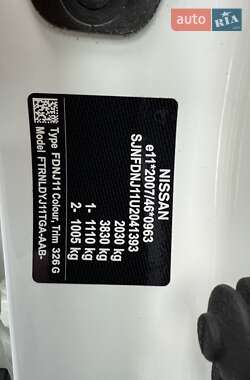 AUTO
RIA
NISSAN
e11*2007/46*0963
SJNFDNJ11U2041393
2030 kg
3830 kg
1- 1110 kg
2- 1005 kg
Type FDNJ11 Colour, Trim 326 G
Model FTRNLDYJ11TGA-AAB-